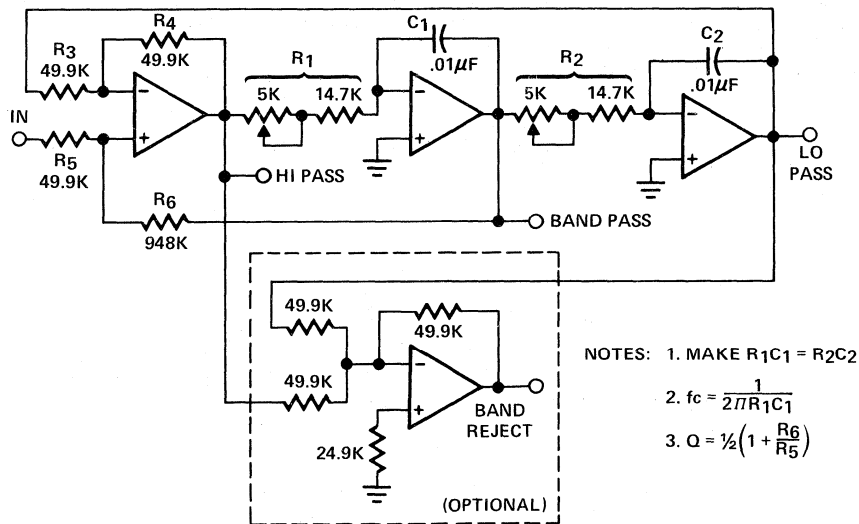 R4
49.9K
R3
49.9K
IN
R5
49.9K
R6
948K
−
+
R1
5K
14.7K
C1
.01μF
−
+
R2
5K
14.7K
C2
.01μF
−
+
LO
PASS
HI PASS
BAND PASS
49.9K
49.9K
49.9K
−
+
24.9K
BAND
REJECT
(OPTIONAL)
NOTES: 1. MAKE R1C1 = R2C2
2. fc = 1/2ΠR1C1
3. Q = ½(1 + R6/R5)